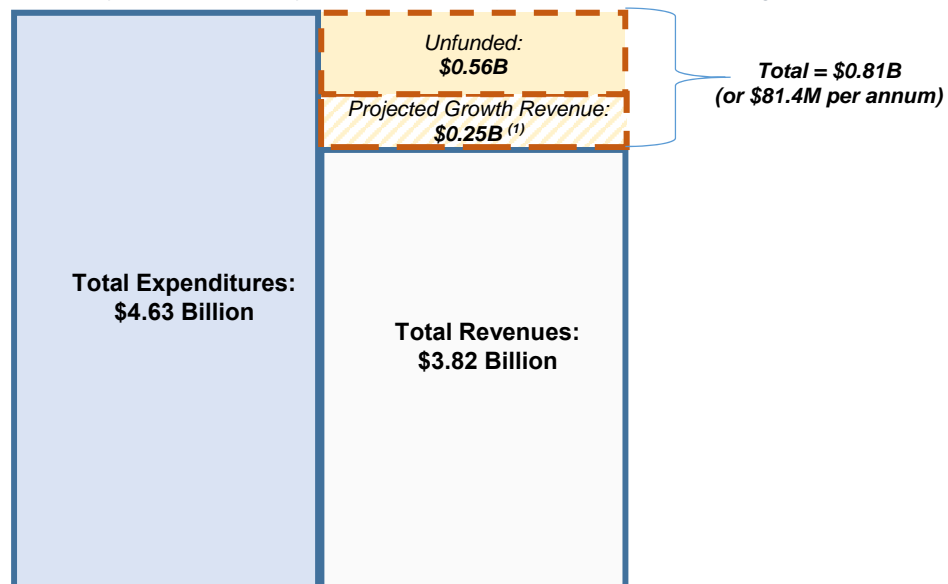 Unfunded:
$0.56B
Projected Growth Revenue:
$0.25B (1)
Total = $0.81B
(or $81.4M per annum)
Total Expenditures:
$4.63 Billion
Total Revenues:
$3.82 Billion